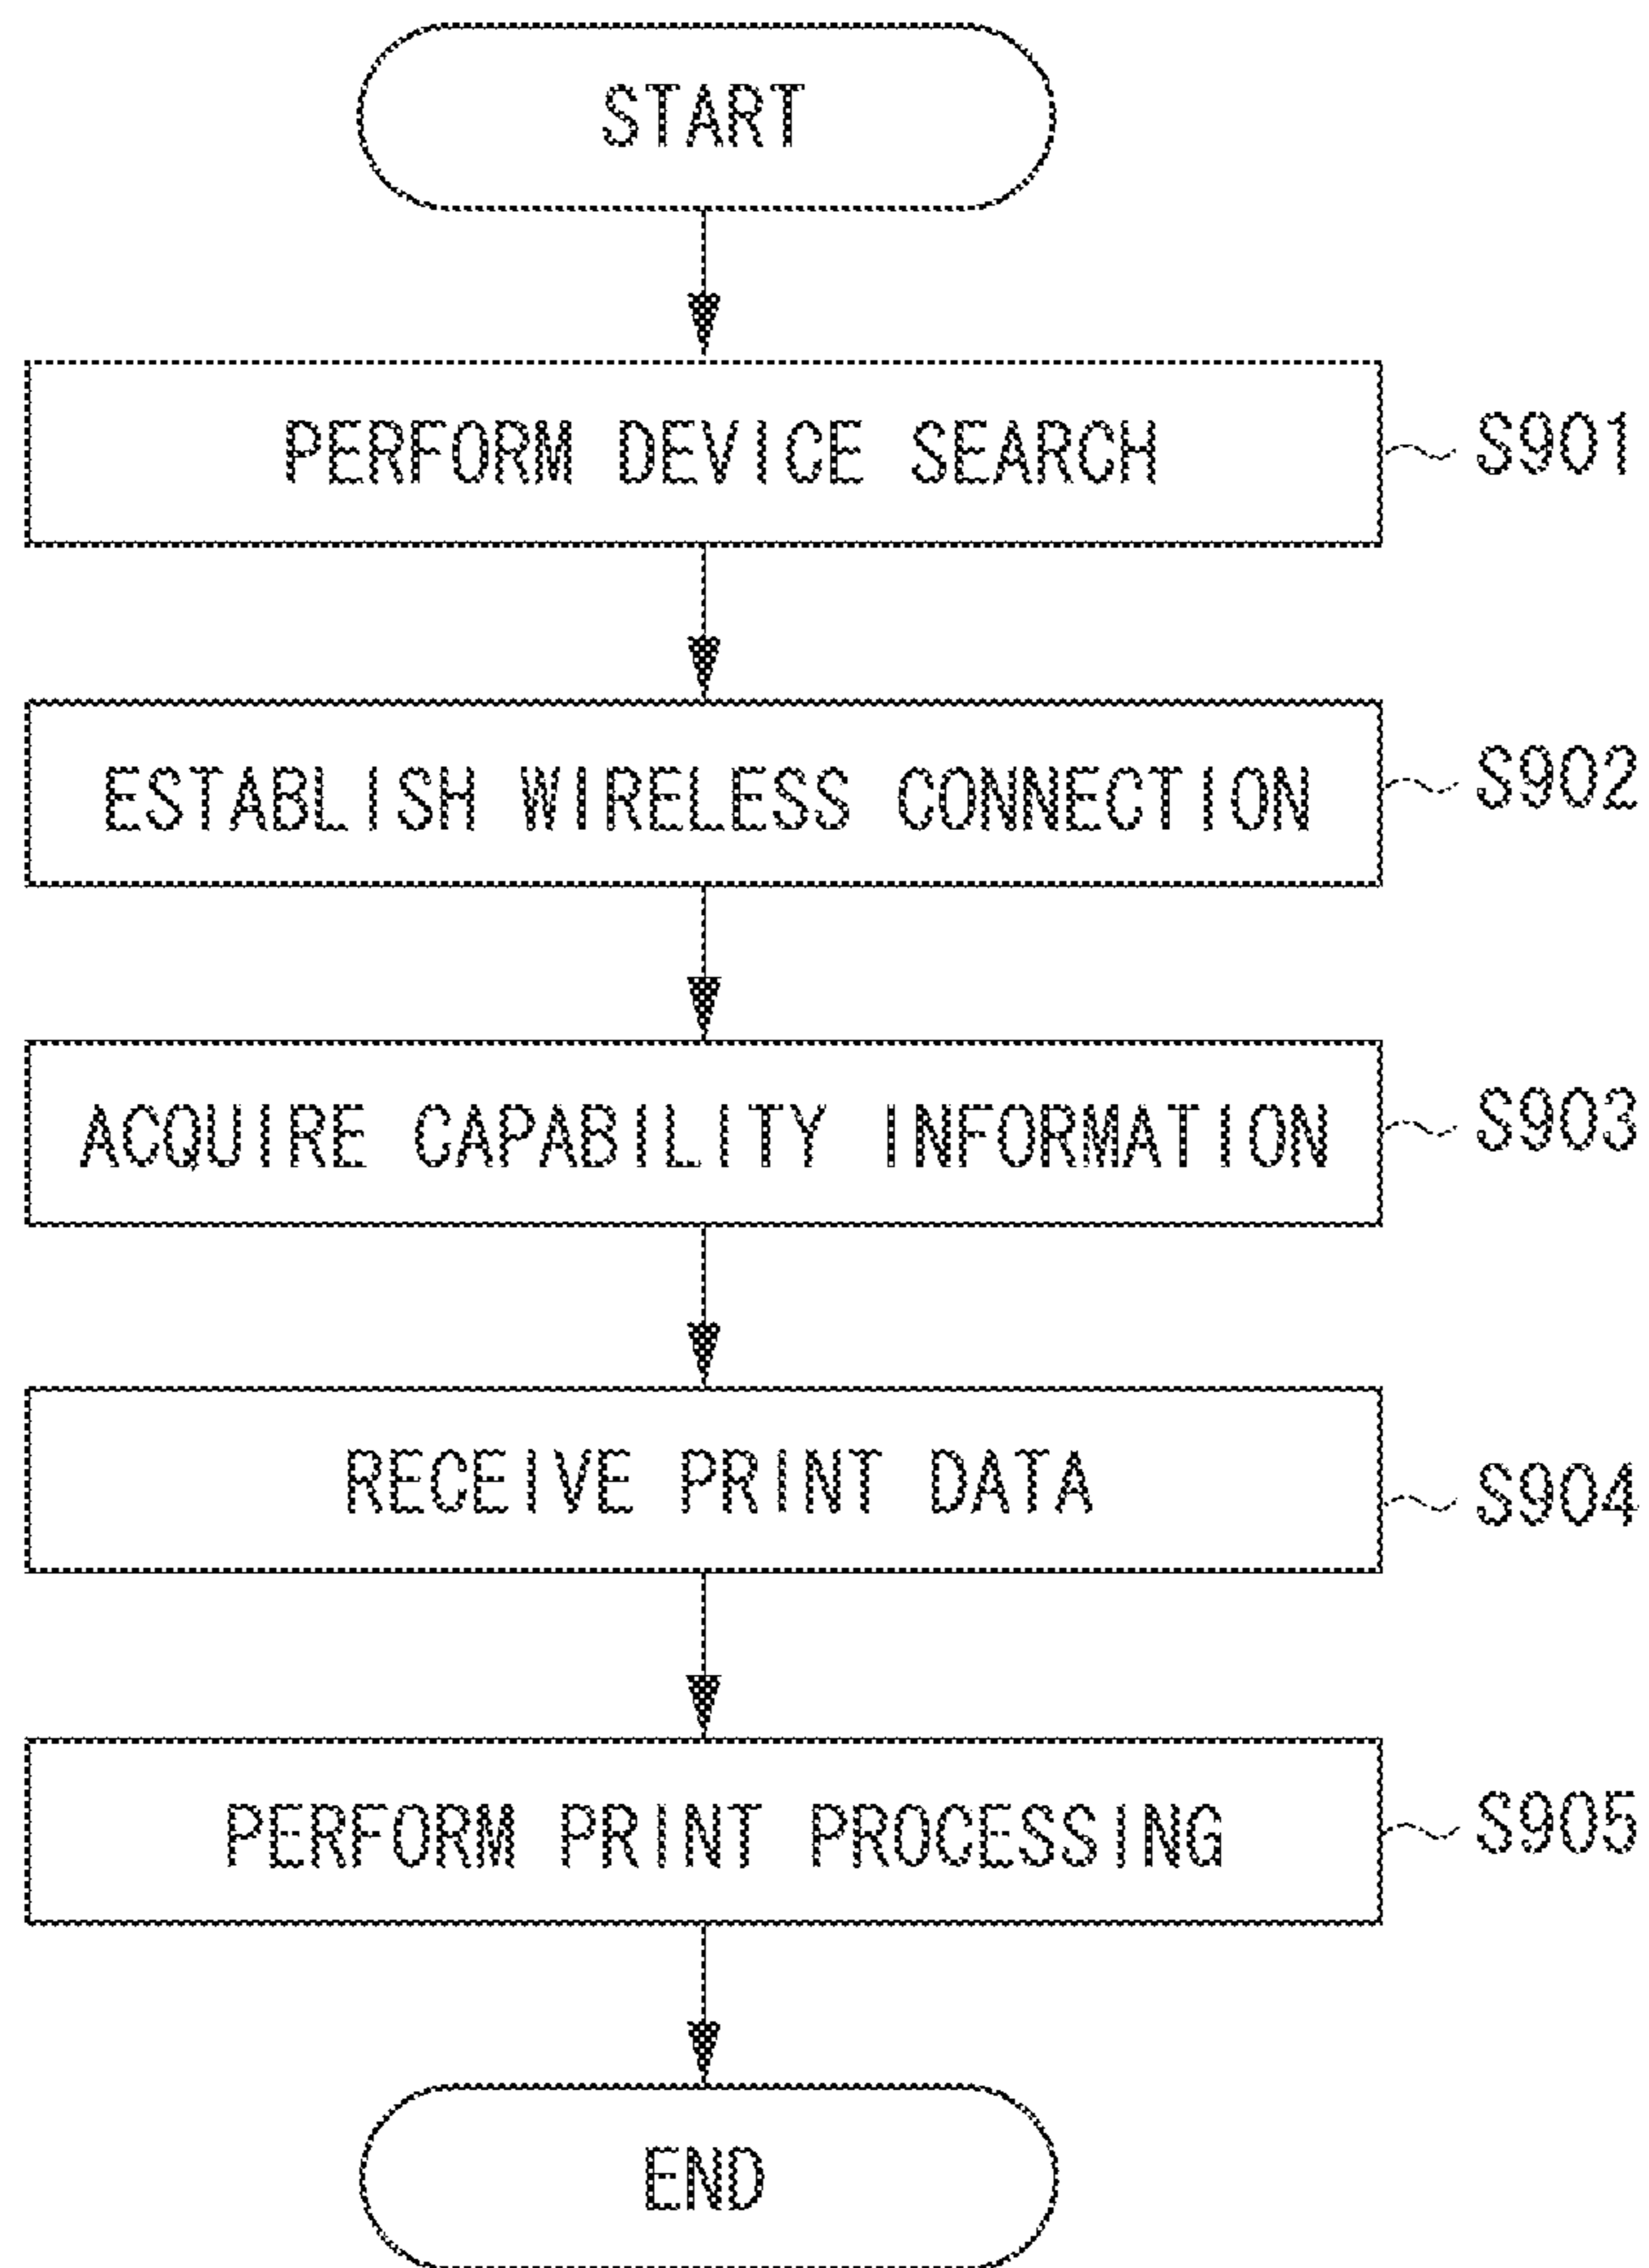 START
PERFORM DEVICE SEARCH S901
ESTABLISH WIRELESS CONNECTION S902
ACQUIRE CAPABILITY INFORMATION S903
RECEIVE PRINT DATA S904
PERFORM PRINT PROCESSING S905
END